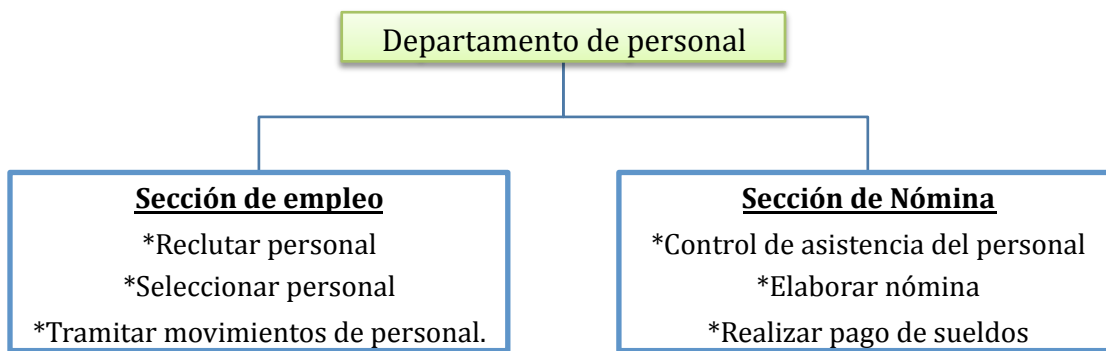 Departamento de personal
Sección de empleo
*Reclutar personal
*Seleccionar personal
*Tramitar movimientos de personal.
Sección de Nómina
*Control de asistencia del personal
*Elaborar nómina
*Realizar pago de sueldos